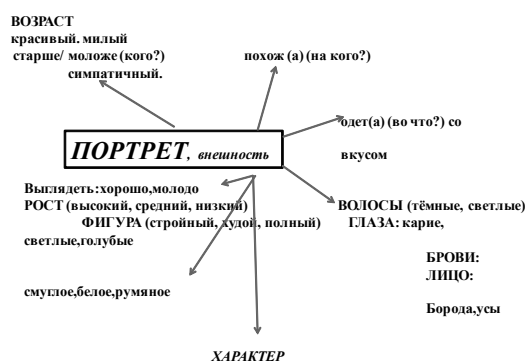 ВОЗРАСТ
красивый. милый
старше/ моложе (кого?)
симпатичный.
похож (а) (на кого?)
одет(а) (во что?) со
вкусом
ПОРТРЕТ, внешность
Выглядеть:хорошо,молодо
РОСТ (высокий, средний, низкий)
ВОЛОСЫ (тёмные, светлые)
ФИГУРА (стройный, худой, полный)
ГЛАЗА: карие,
светлые,голубые
БРОВИ:
ЛИЦО:
смуглое,белое,румяное
Борода,усы
ХАРАКТЕР